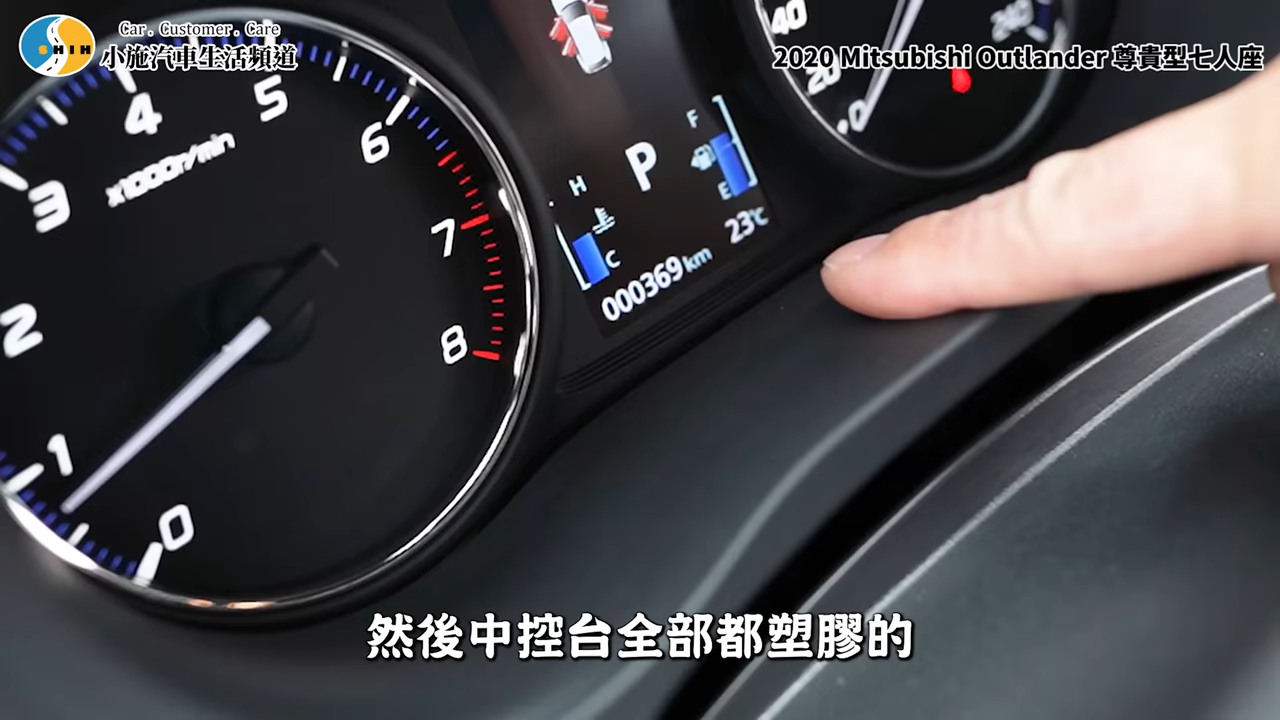 SHIH
Car. Customer. Care
小施汽車生活頻道
2020 Mitsubishi Outlander 尊貴型七人座
0
1
2
3
4
5
6
7
8
x1000r/min
P
H
C
F
E
23℃
000369km
0
20
40
240
然後中控台全部都塑膠的